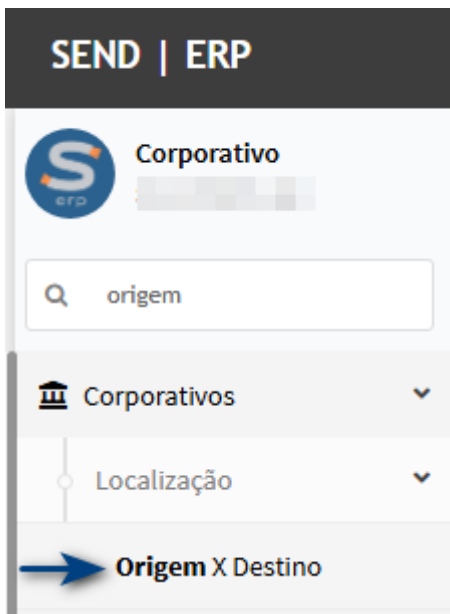 SEND | ERP
Corporativo
S
erp
origem
Corporativos
Localização
Origem X Destino